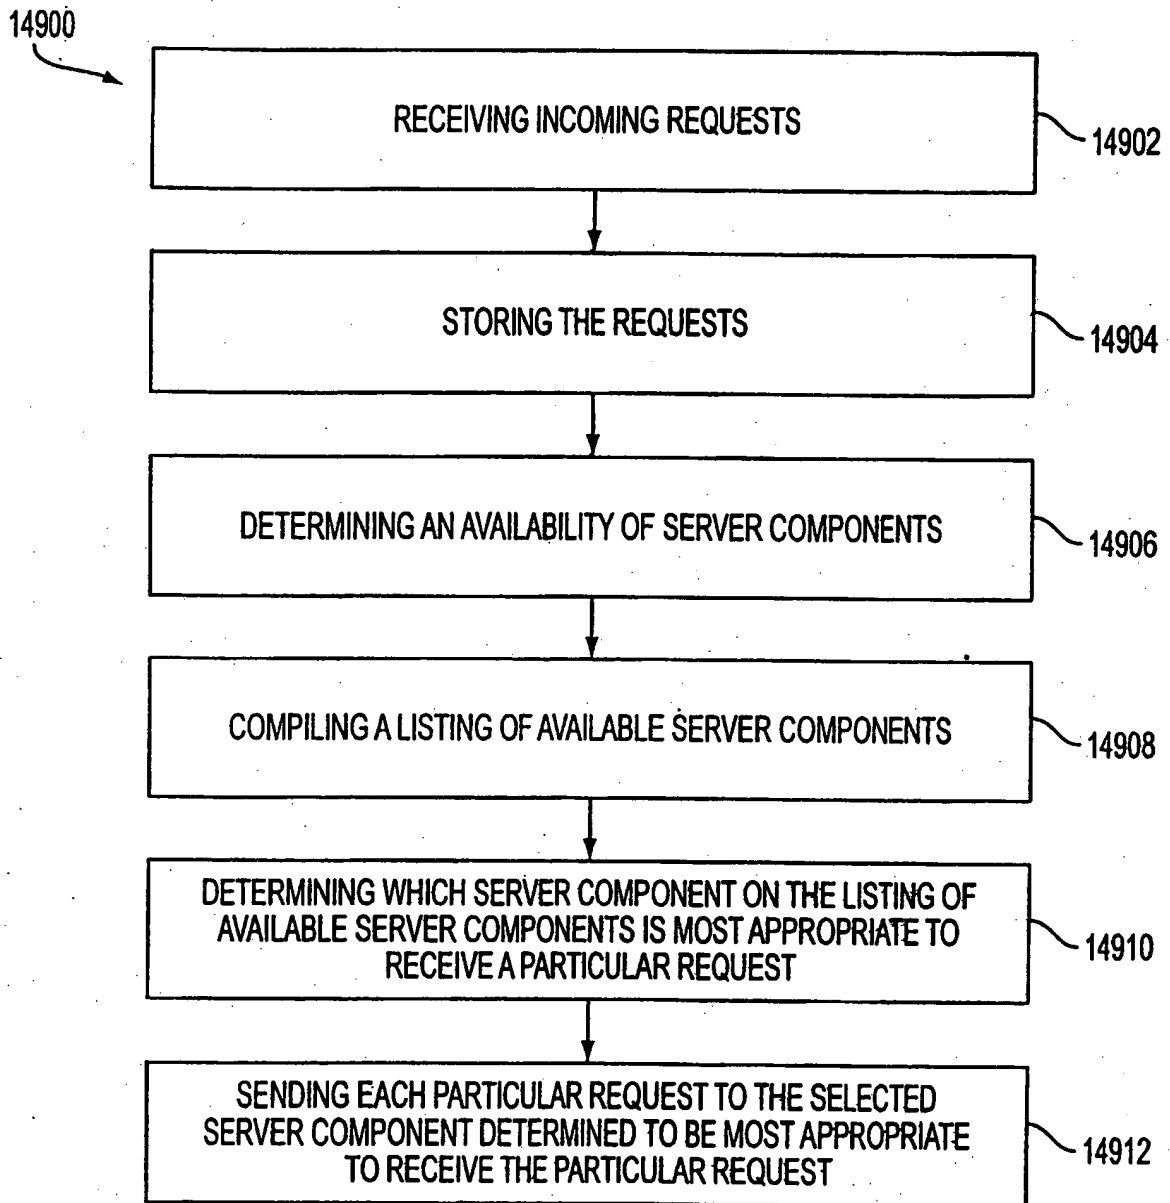 14900
RECEIVING INCOMING REQUESTS
14902
STORING THE REQUESTS
14904
DETERMINING AN AVAILABILITY OF SERVER COMPONENTS
14906
COMPILING A LISTING OF AVAILABLE SERVER COMPONENTS
14908
DETERMINING WHICH SERVER COMPONENT ON THE LISTING OF
AVAILABLE SERVER COMPONENTS IS MOST APPROPRIATE TO
RECEIVE A PARTICULAR REQUEST
14910
SENDING EACH PARTICULAR REQUEST TO THE SELECTED
SERVER COMPONENT DETERMINED TO BE MOST APPROPRIATE
TO RECEIVE THE PARTICULAR REQUEST
14912